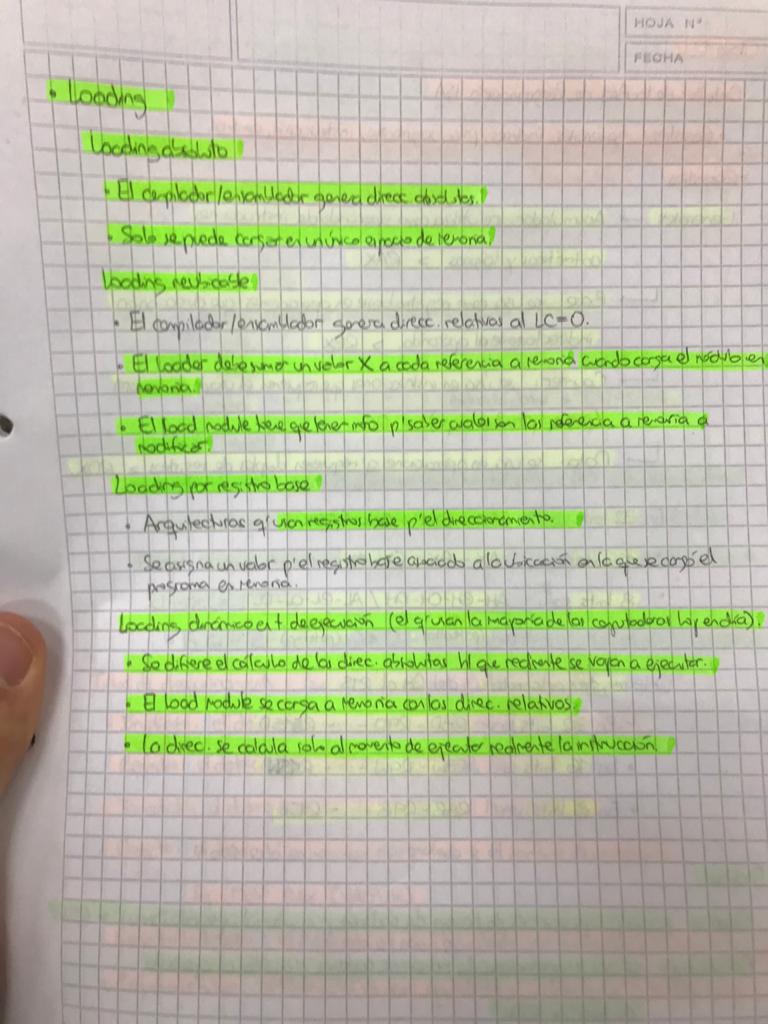 HOJA Nº
FECHA
• Loading
Loading absoluto
• El compilador/ensamblador genera direcc. absolutas.
• Solo se puede cargar en un único espacio de memoria.
Loading reubicable
• El compilador/ensamblador genera direcc. relativas al LC=0.
• El loader debe sumar un valor X a cada referencia a memoria cuando carga el módulo en
memoria.
• El load module tiene que tener info p'saber cuales son las referencia a memoria a
modificar.
Loading por registro base
• Arquitecturas q'usan registros base p'el direccionamiento.
• Se asigna un valor p'el registro base asociado a la ubicación en la que se cargó el
programa en memoria.
Loading dinámico en t de ejecución (el q'usan la mayoría de las computadoras hoy en día).
• Se difiere el cálculo de las direc. absolutas H' que realmente se vayan a ejecutar.
• El load module se carga a memoria con las direc. relativas.
• La direc. se calcula solo al momento de ejecutar realmente la instrucción.